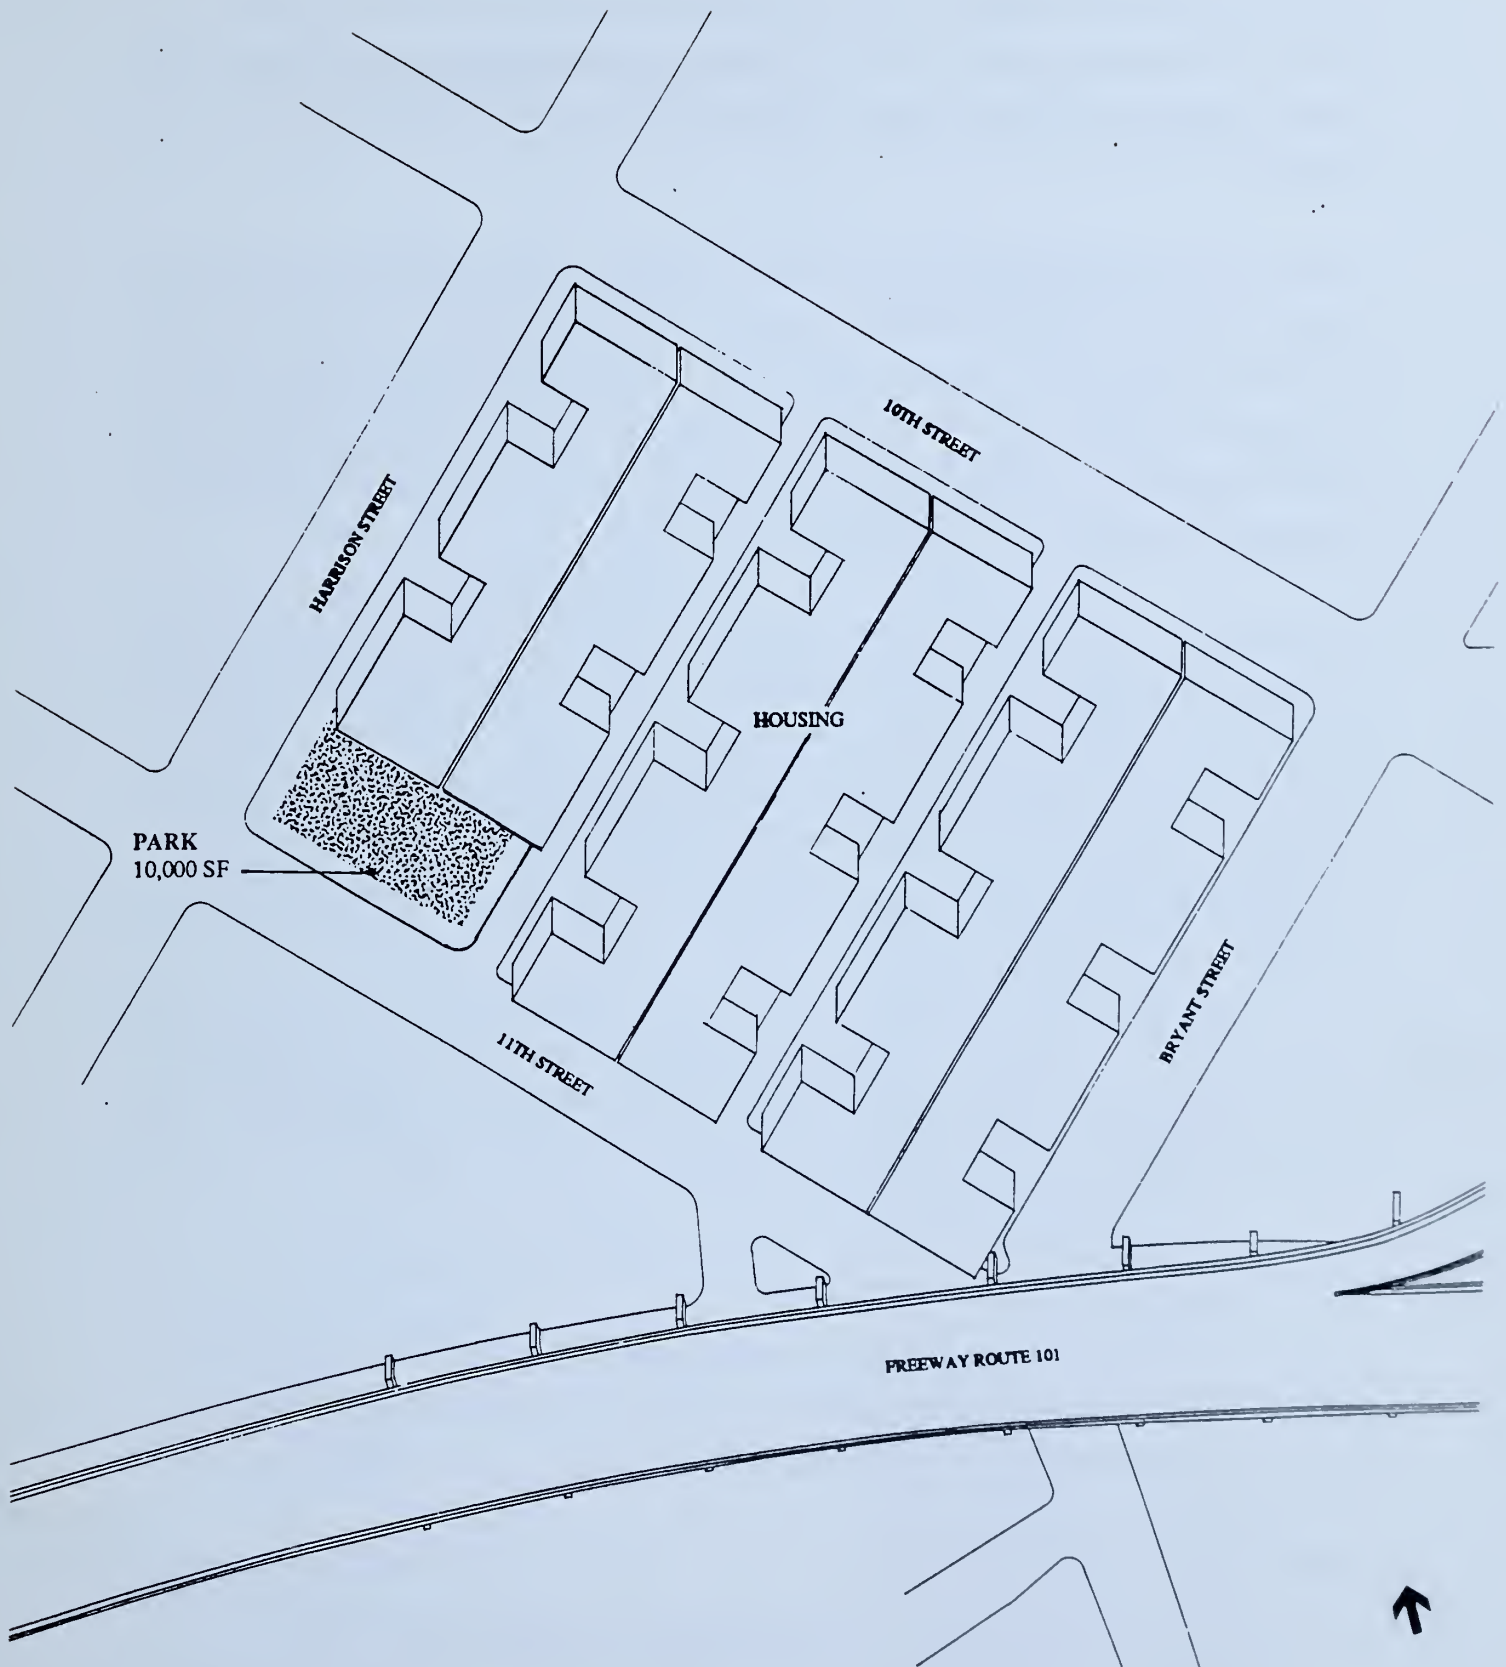 10TH STREET
HARRISON STREET
HOUSING
PARK
10,000 SF
BRYANT STREET
11TH STREET
FREEWAY ROUTE 101